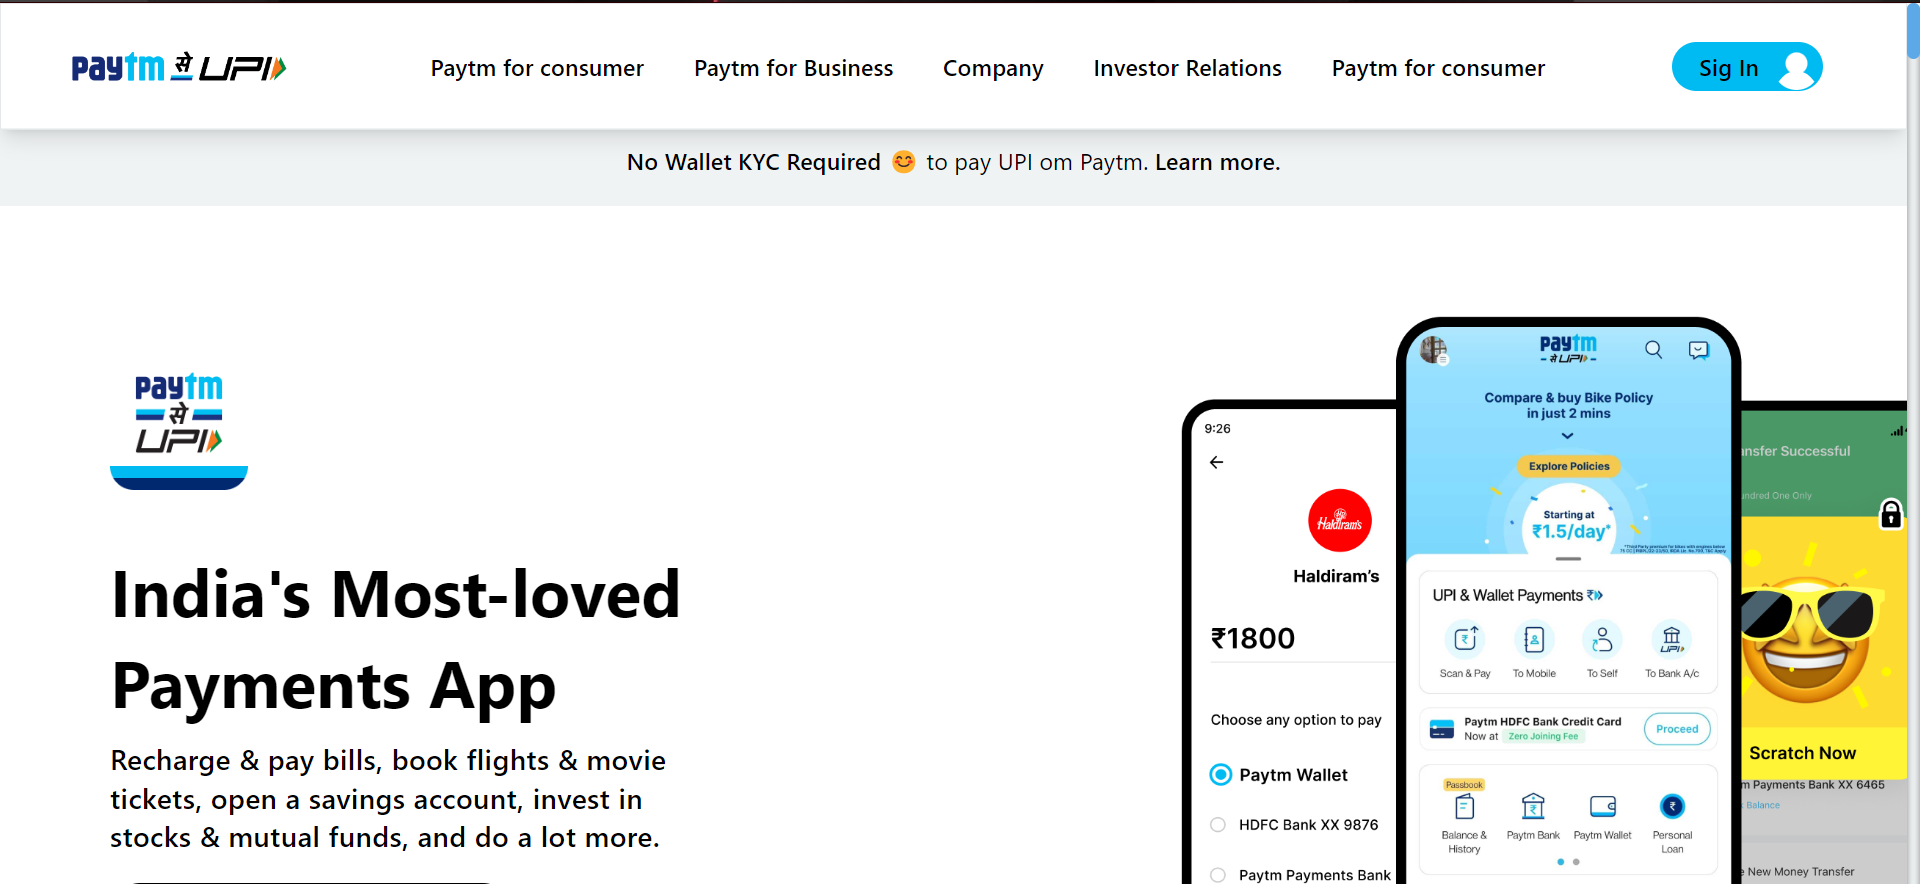 paytm से UPI
Paytm for consumer
Paytm for Business
Company
Investor Relations
Paytm for consumer
Sig In
No Wallet KYC Required 😊 to pay UPI om Paytm. Learn more.
paytm
से
UPI
India's Most-loved
Payments App
Recharge & pay bills, book flights & movie
tickets, open a savings account, invest in
stocks & mutual funds, and do a lot more.
9:26
Haldiram's
Haldiram’s
₹1800
Choose any option to pay
Paytm Wallet
HDFC Bank XX 9876
Paytm Payments Bank
paytm
से UPI
Compare & buy Bike Policy
in just 2 mins
Explore Policies
Starting at
₹1.5/day*
UPI & Wallet Payments
Scan & Pay
To Mobile
To Self
UPI
To Bank A/c
Paytm HDFC Bank Credit Card
Now at Zero Joining Fee
Proceed
Passbook
Balance &
History
Paytm Bank
Paytm Wallet
Personal
Loan
ansfer Successful
undred One Only
Scratch Now
m Payments Bank XX 6465
Balance
New Money Transfer